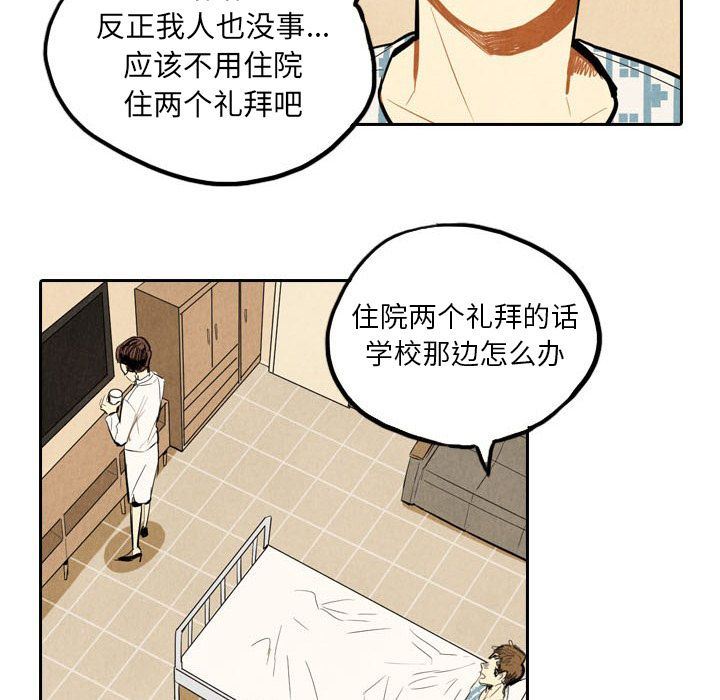 反正我人也没事...
应该不用住院
住两个礼拜吧
住院两个礼拜的话
学校那边怎么办